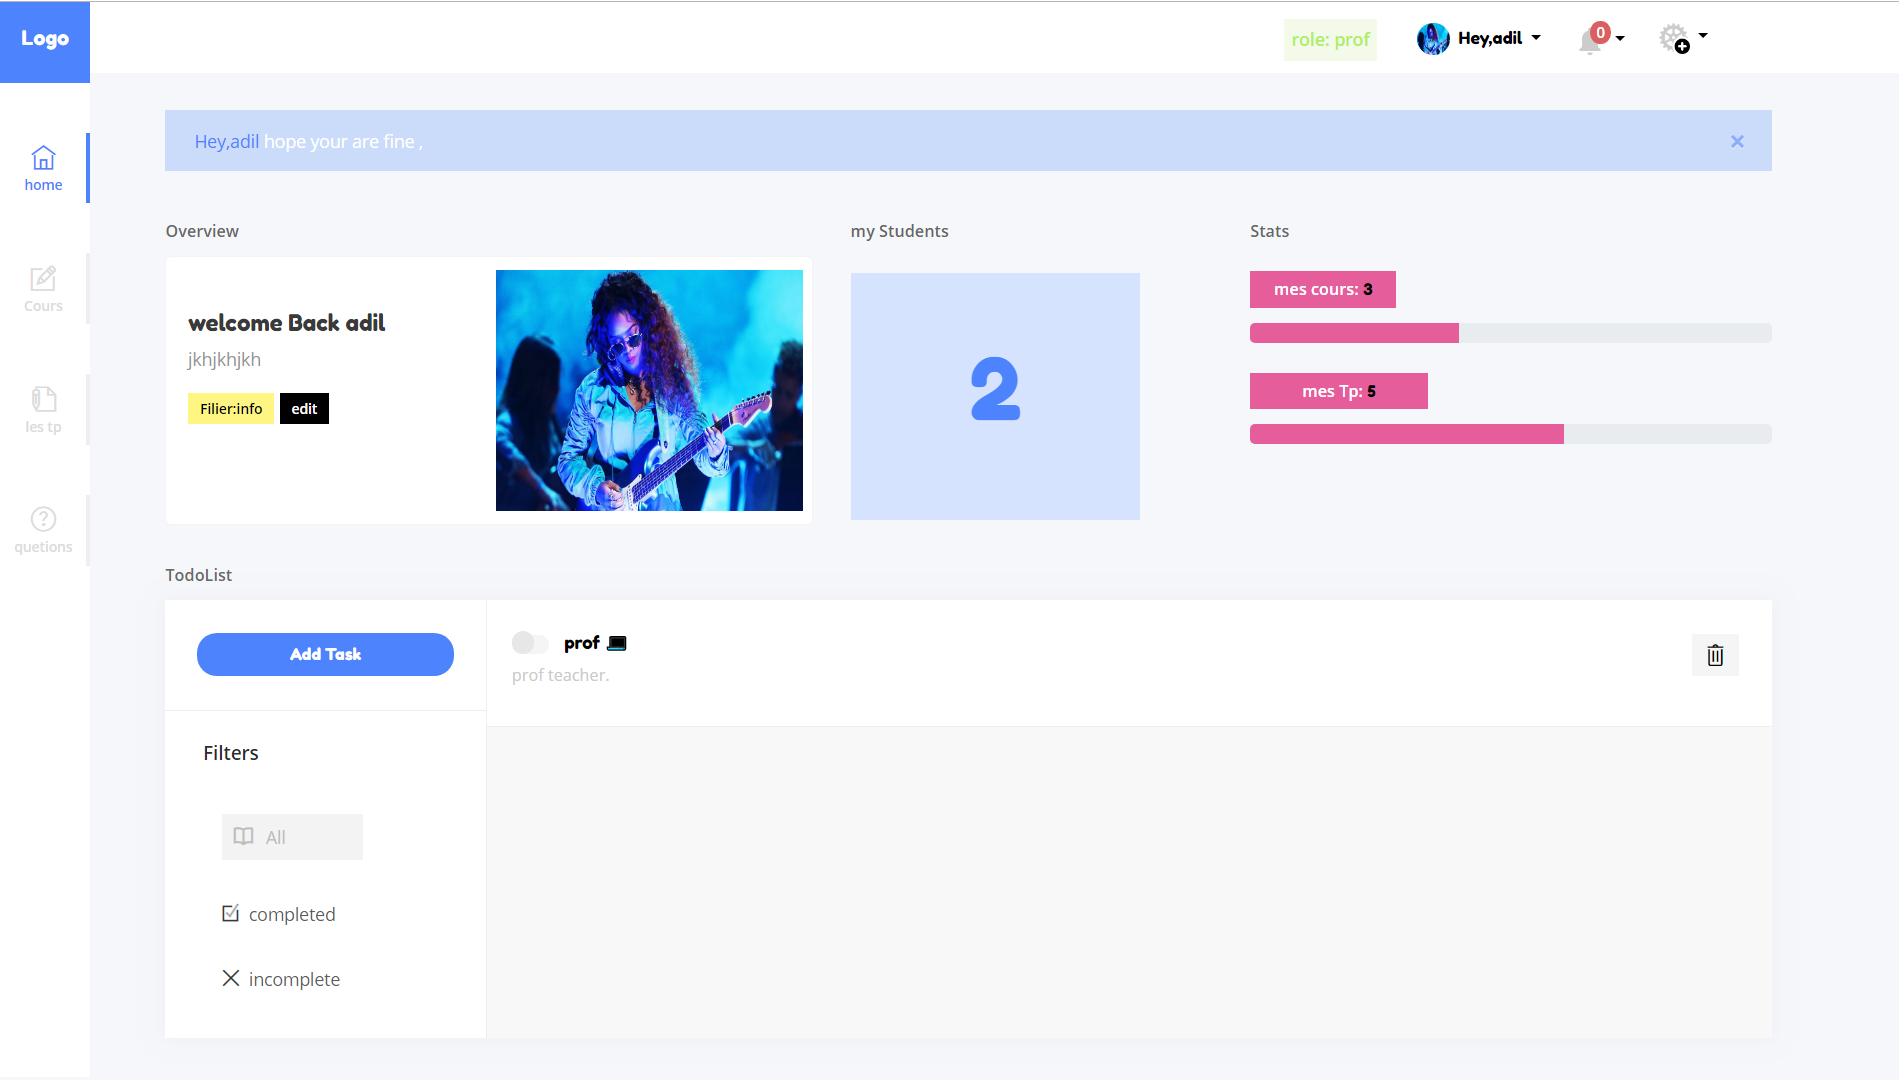 Logo
role: prof
Hey,adil
0
home
Cours
les tp
quetions
Hey,adil hope your are fine ,
×
Overview
welcome Back adil
jkhjkhjkh
Filier:info
edit
my Students
2
Stats
mes cours: 3
mes Tp: 5
TodoList
Add Task
Filters
All
completed
incomplete
prof 💻
prof teacher.